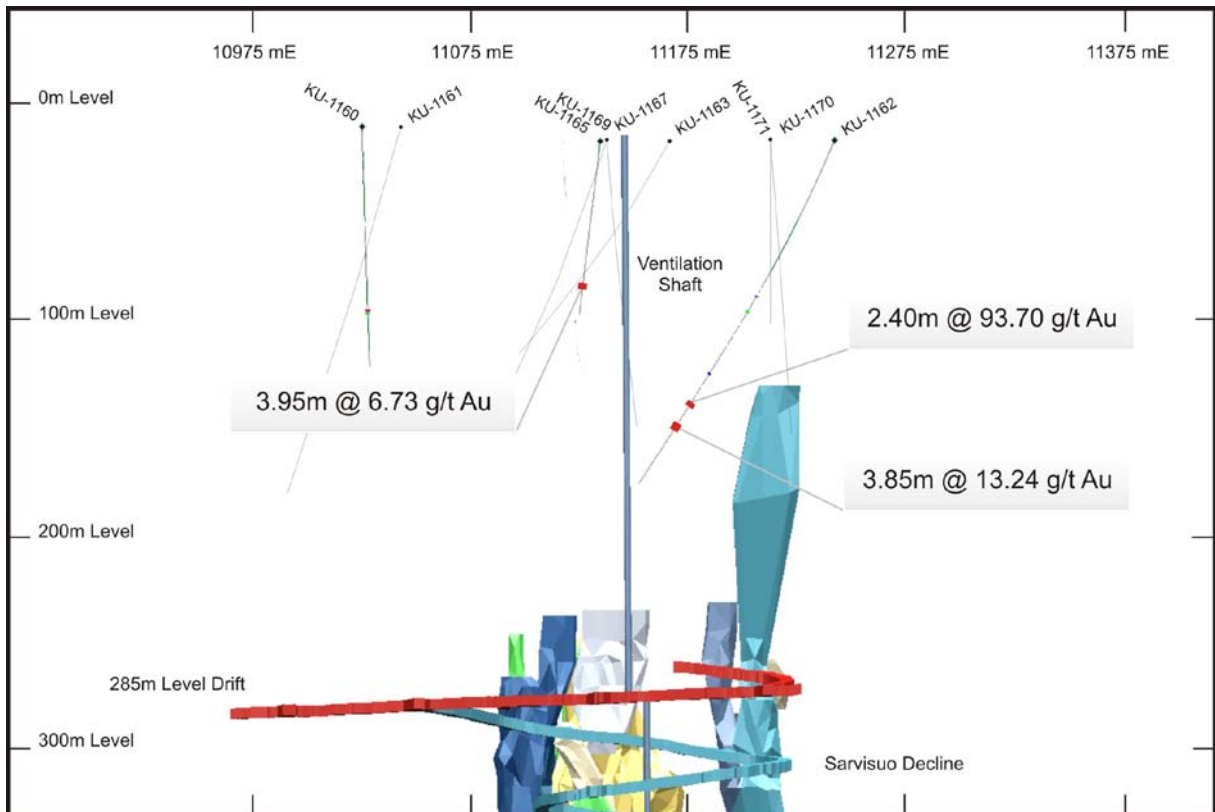 10975 mE
11075 mE
11175 mE
11275 mE
11375 mE
0m Level
KU-1160
KU-1161
KU-1165
KU-1169
KU-1167
KU-1163
KU-1171
KU-1170
KU-1162
Ventilation
Shaft
100m Level
2.40m @ 93.70 g/t Au
3.95m @ 6.73 g/t Au
3.85m @ 13.24 g/t Au
200m Level
285m Level Drift
300m Level
Sarvisuo Decline